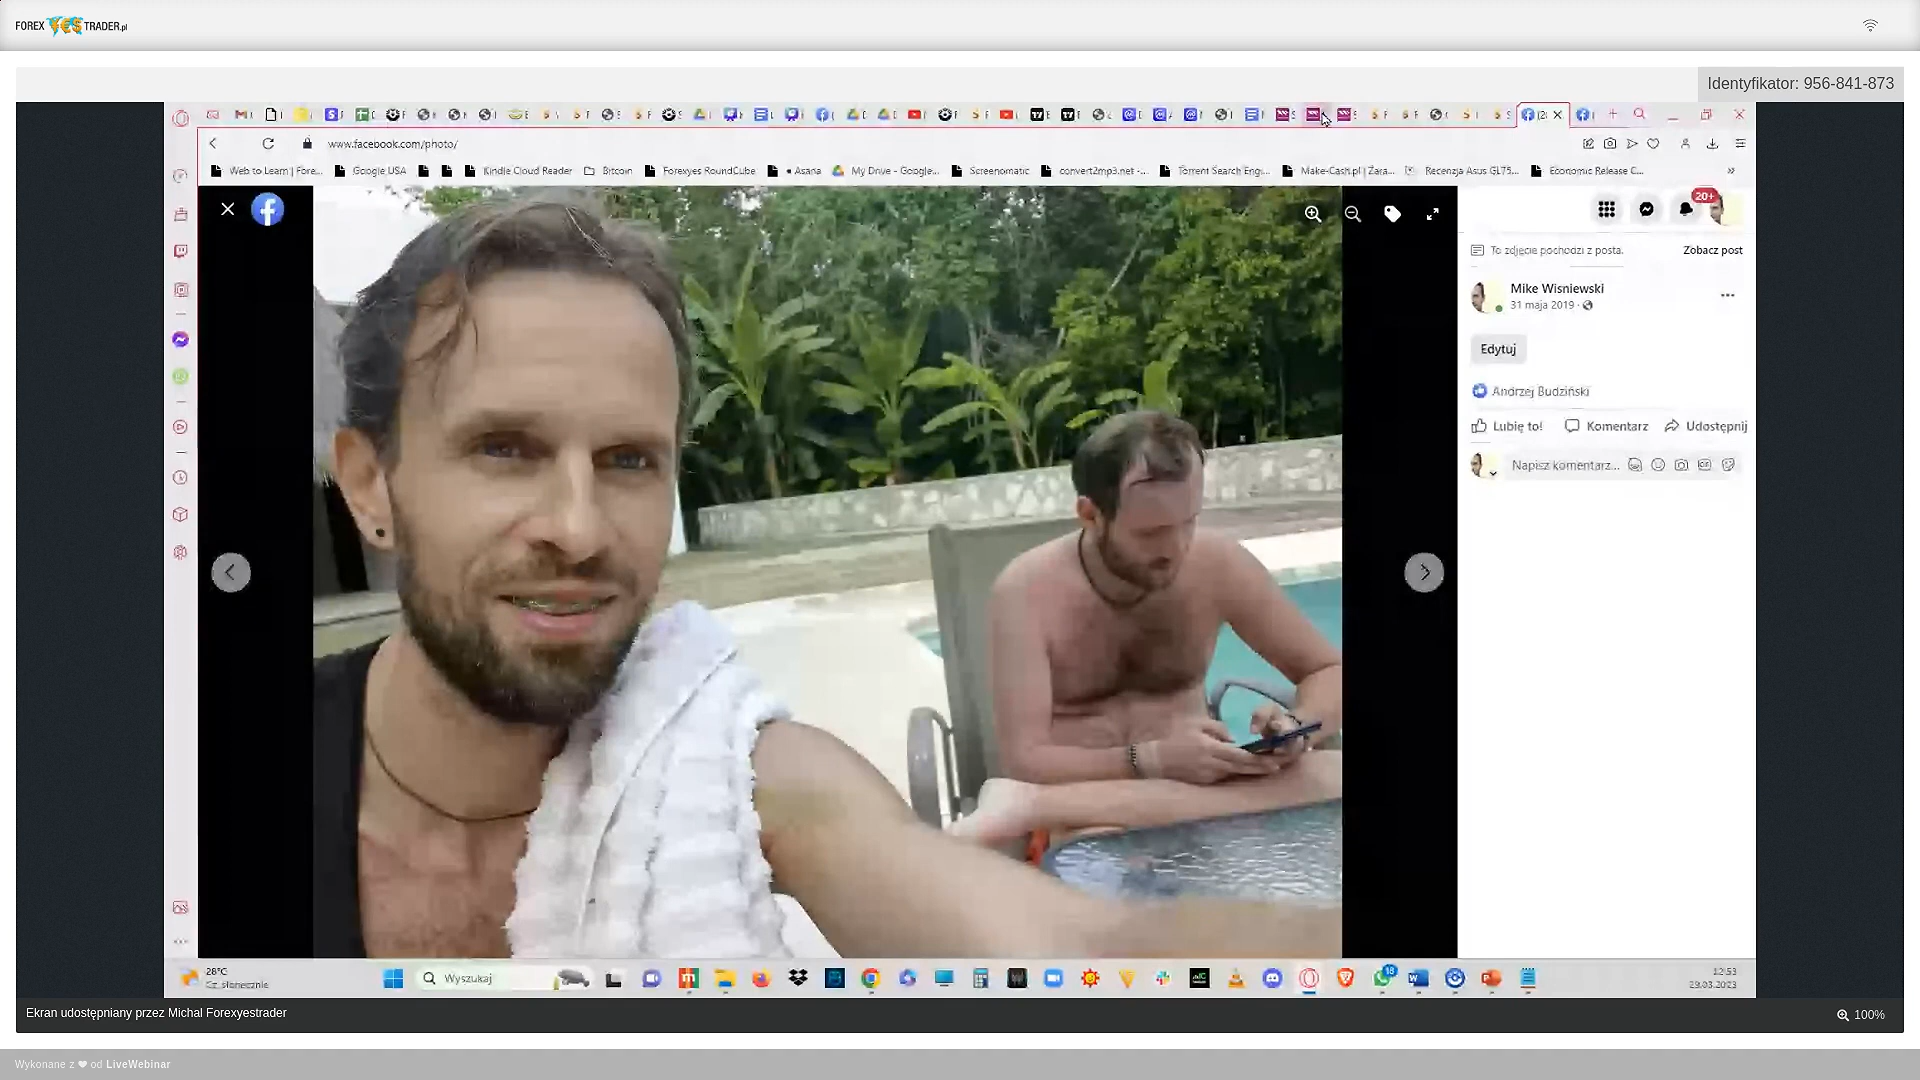 FOREX YES TRADER.pl
Identyfikator: 956-841-873
www.facebook.com/photo/
Web to Learn | Fore... Google USA Kindle Cloud Reader Bitcoin Forexyes RoundCube Asana My Drive - Google... Screenomatic convert2mp3.net -... Torrent Search Engi... Make-Cash.pl | Zara... Recenzja Asus GL75... Economic Release C... »
20+
To zdjęcie pochodzi z posta. Zobacz post
Mike Wisniewski
31 maja 2019
Edytuj
Andrzej Budziński
Lubię to! Komentarz Udostępnij
Napisz komentarz...
28°C
Cz. słonecznie
Wyszukaj
18
12:53
29.03.2023
Ekran udostępniany przez Michal Forexyestrader
100%
Wykonane z ❤ od LiveWebinar